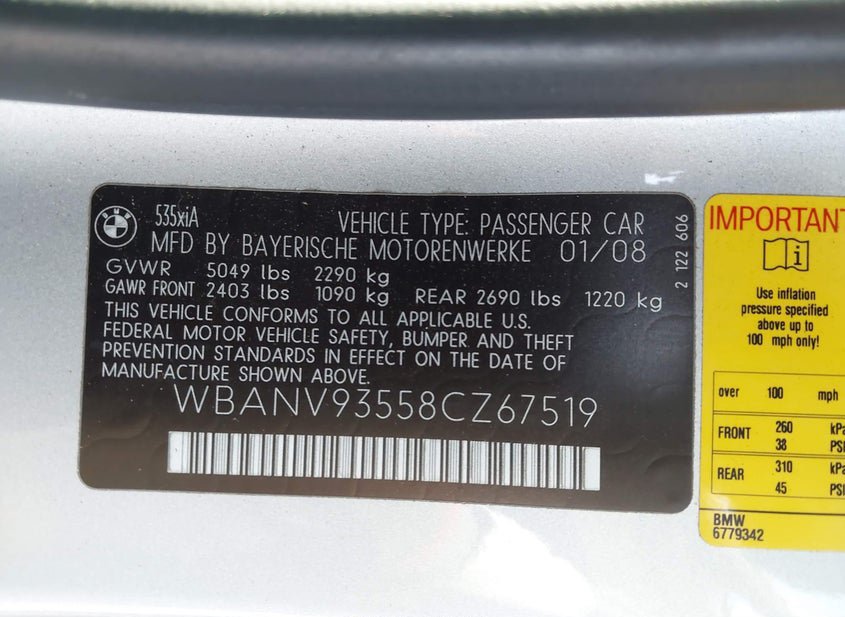 BMW
535xiA
VEHICLE TYPE: PASSENGER CAR
MFD BY BAYERISCHE MOTORENWERKE 01/08
GVWR 5049 lbs 2290 kg
GAWR FRONT 2403 lbs 1090 kg REAR 2690 lbs 1220 kg
THIS VEHICLE CONFORMS TO ALL APPLICABLE U.S.
FEDERAL MOTOR VEHICLE SAFETY, BUMPER AND THEFT
PREVENTION STANDARDS IN EFFECT ON THE DATE OF
MANUFACTURE SHOWN ABOVE.
WBANV93558CZ67519
2 122 606
IMPORTANT
i
Use inflation
pressure specified
above up to
100 mph only!
over 100 mph
FRONT 260 kPa
38 PSI
REAR 310 kPa
45 PSI
BMW
6779342